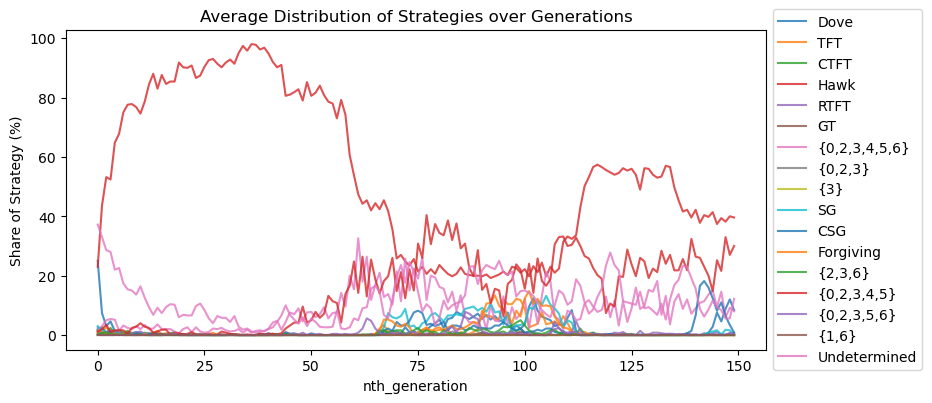 Average Distribution of Strategies over Generations
Share of Strategy (%)
100
80
60
40
20
0
0 25 50 75 100 125 150
nth_generation
Dove
TFT
CTFT
Hawk
RTFT
GT
{0,2,3,4,5,6}
{0,2,3}
{3}
SG
CSG
Forgiving
{2,3,6}
{0,2,3,4,5}
{0,2,3,5,6}
{1,6}
Undetermined